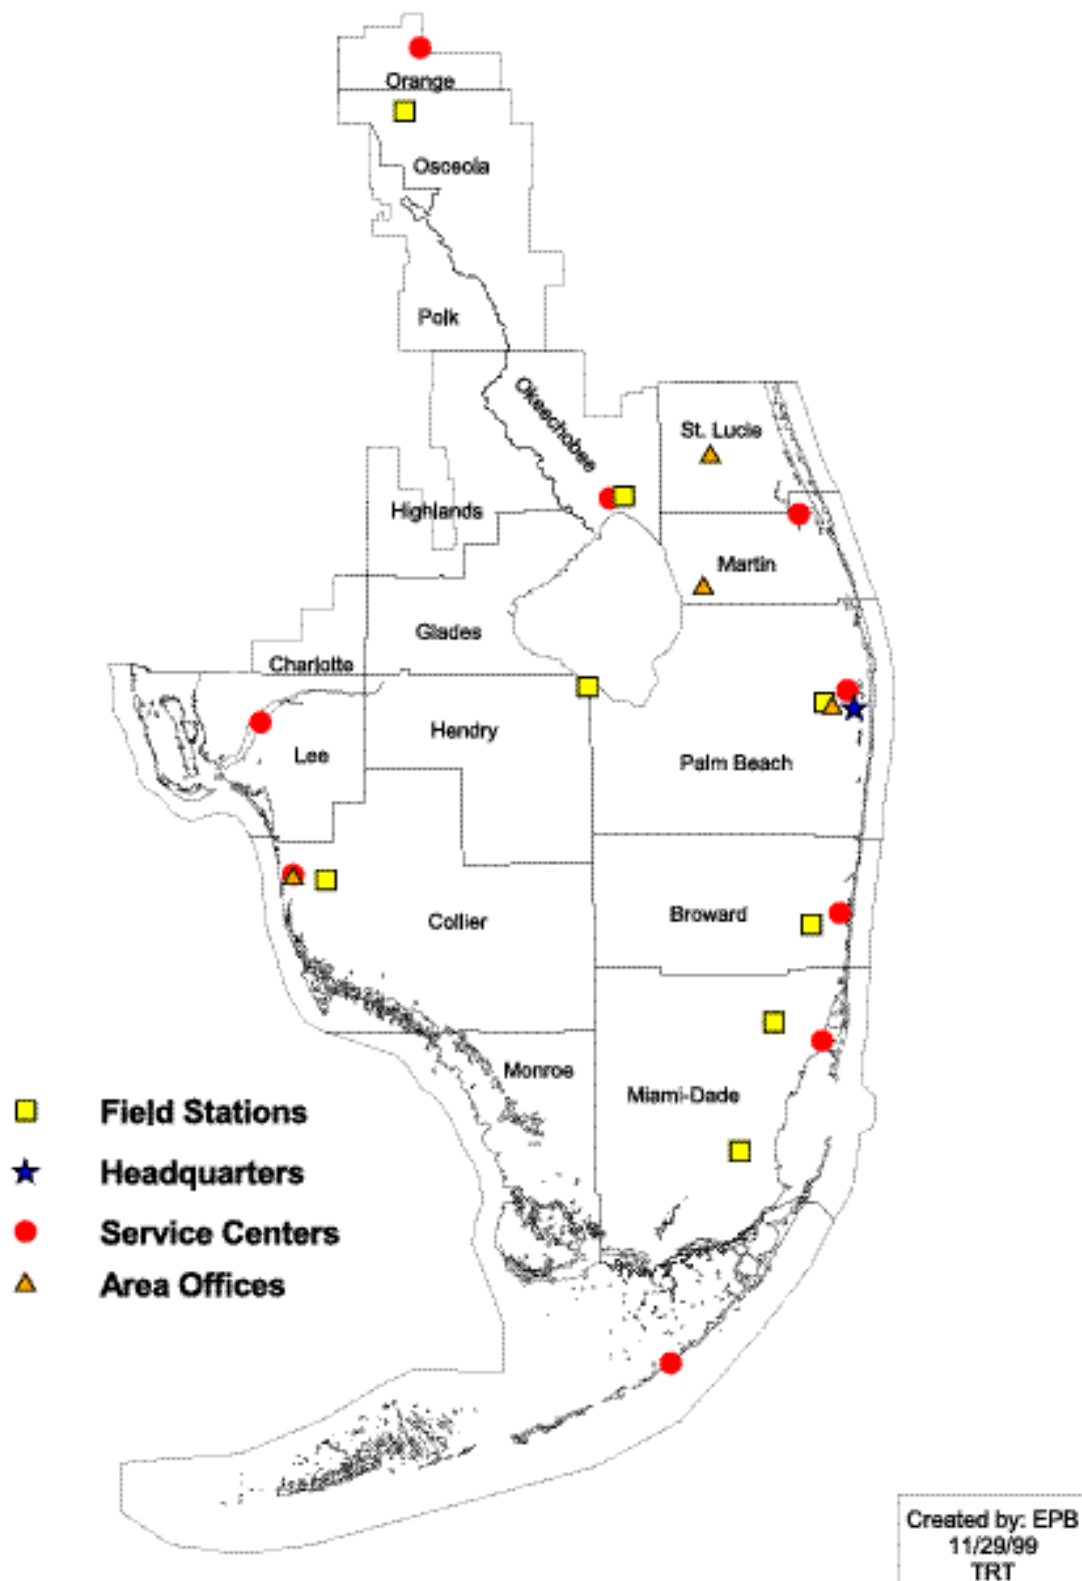 Orange
Osceola
Polk
Okeechobee
St. Lucie
Highlands
Martin
Glades
Charlotte
Hendry
Lee
Palm Beach
Broward
Collier
Monroe
Miami-Dade
Field Stations
Headquarters
Service Centers
Area Offices
Created by: EPB
11/29/99
TRT